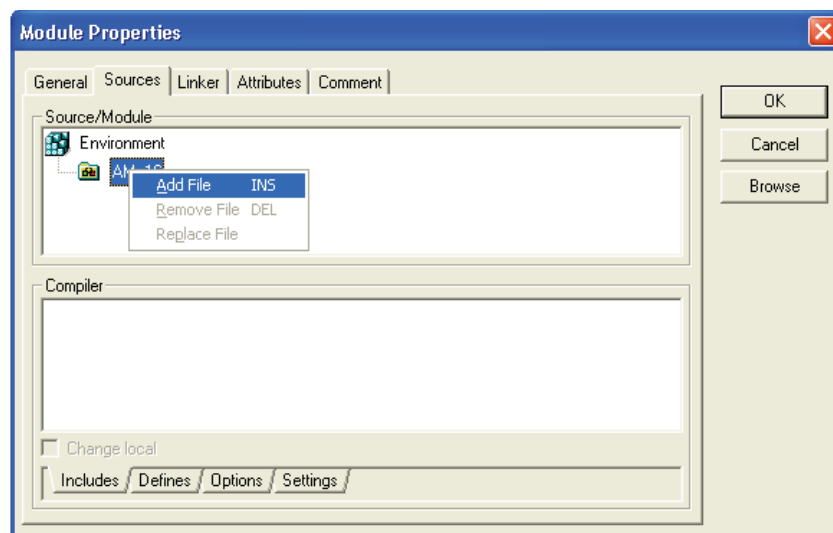 Module Properties
General Sources Linker Attributes Comment
OK
Cancel
Browse
Source/Module
Environment
Add File INS
Remove File DEL
Replace File
Compiler
Change local
Includes Defines Options Settings